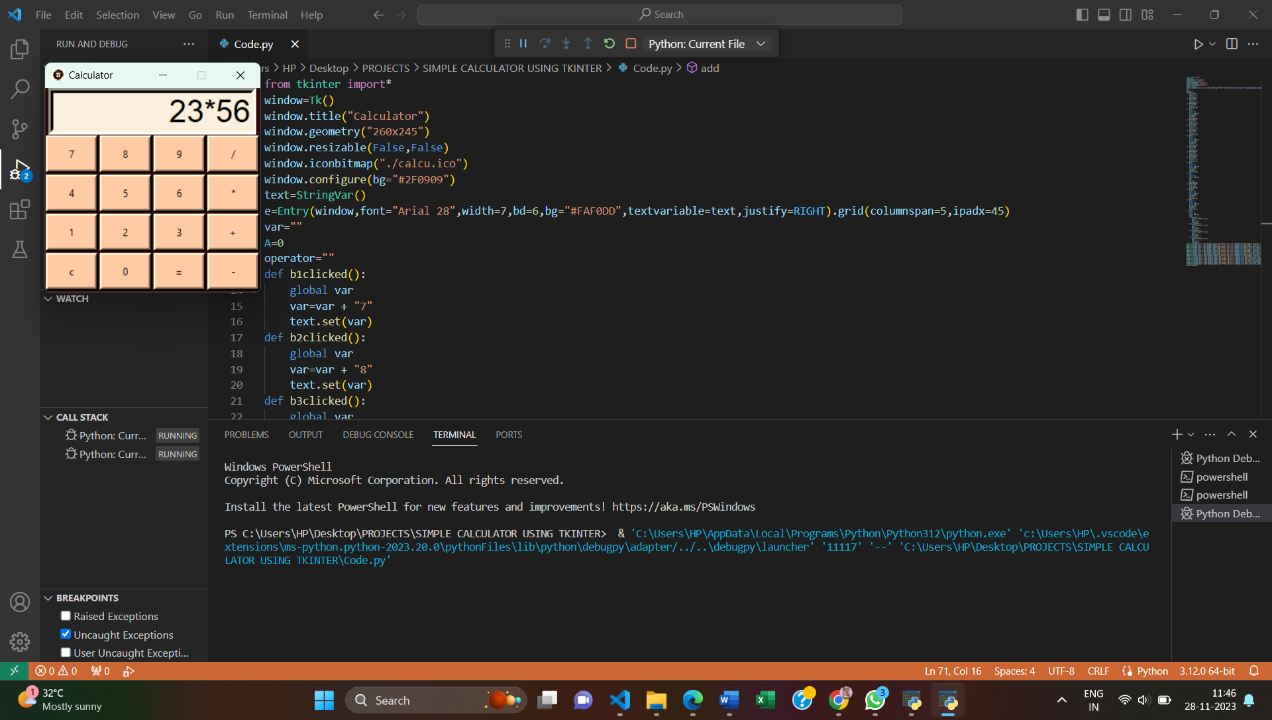 File Edit Selection View Go Run Terminal Help
Search
RUN AND DEBUG
Code.py
Python: Current File
HP > Desktop > PROJECTS > SIMPLE CALCULATOR USING TKINTER > Code.py > add
Calculator
23*56
7 8 9 /
4 5 6 *
1 2 3 +
c 0 = -
from tkinter import*
window=Tk()
window.title("Calculator")
window.geometry("260x245")
window.resizable(False,False)
window.iconbitmap("./calcu.ico")
window.configure(bg="#2F0909")
text=StringVar()
e=Entry(window,font="Arial 28",width=7,bd=6,bg="#FAF0DD",textvariable=text,justify=RIGHT).grid(columnspan=5,ipadx=45)
var=""
A=0
operator=""
def b1clicked():
global var
15 var=var + "7"
16 text.set(var)
17 def b2clicked():
18 global var
19 var=var + "8"
20 text.set(var)
21 def b3clicked():
22 global var
2
WATCH
CALL STACK
Python: Curr... RUNNING
Python: Curr... RUNNING
BREAKPOINTS
Raised Exceptions
Uncaught Exceptions
User Uncaught Excepti...
PROBLEMS OUTPUT DEBUG CONSOLE TERMINAL PORTS
Windows PowerShell
Copyright (C) Microsoft Corporation. All rights reserved.
Install the latest PowerShell for new features and improvements! https://aka.ms/PSWindows
PS C:\Users\HP\Desktop\PROJECTS\SIMPLE CALCULATOR USING TKINTER> & 'C:\Users\HP\AppData\Local\Programs\Python\Python312\python.exe' 'c:\Users\HP\.vscode\e
xtensions\ms-python.python-2023.20.0\pythonFiles\lib\python\debugpy\adapter/../..\debugpy\launcher' '11117' '--' 'C:\Users\HP\Desktop\PROJECTS\SIMPLE CALCU
LATOR USING TKINTER\Code.py'
Python Deb...
powershell
powershell
Python Deb...
0 0 0
Ln 71, Col 16 Spaces: 4 UTF-8 CRLF Python 3.12.0 64-bit
1
32°C
Mostly sunny
Search
3
ENG
IN
11:46
28-11-2023